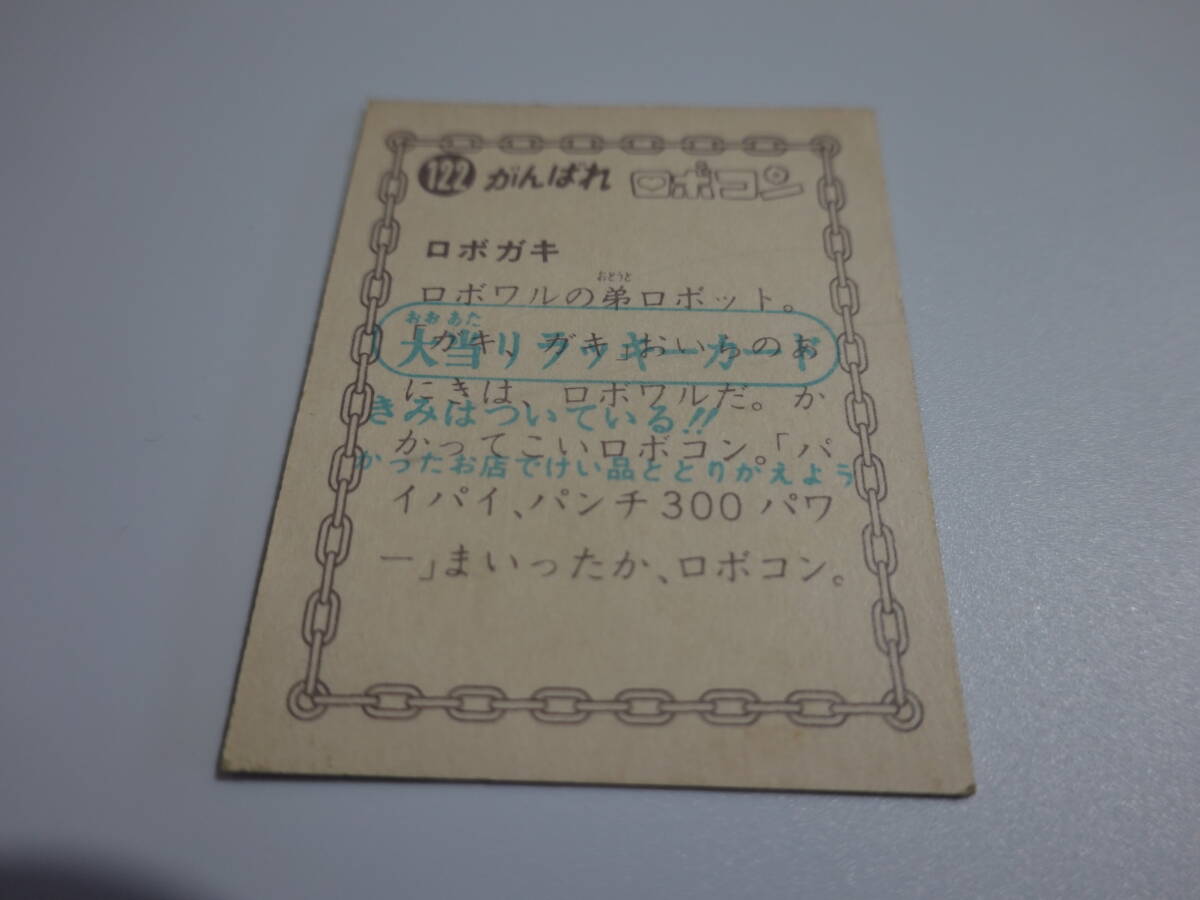 122 がんばれ ロボコン
ロボガキ
おとうと
ロボワルの弟ロボット。
おおあた
大当りラッキーカード
「ガキ、ガキ」おいらのあ
にきは、ロボワルだ。か
きみはついている!!
かってこいロボコン。「パ
かったお店でけい品ととりかえよう
イパイ、パンチ300パワ
ー」まいったか、ロボコン。